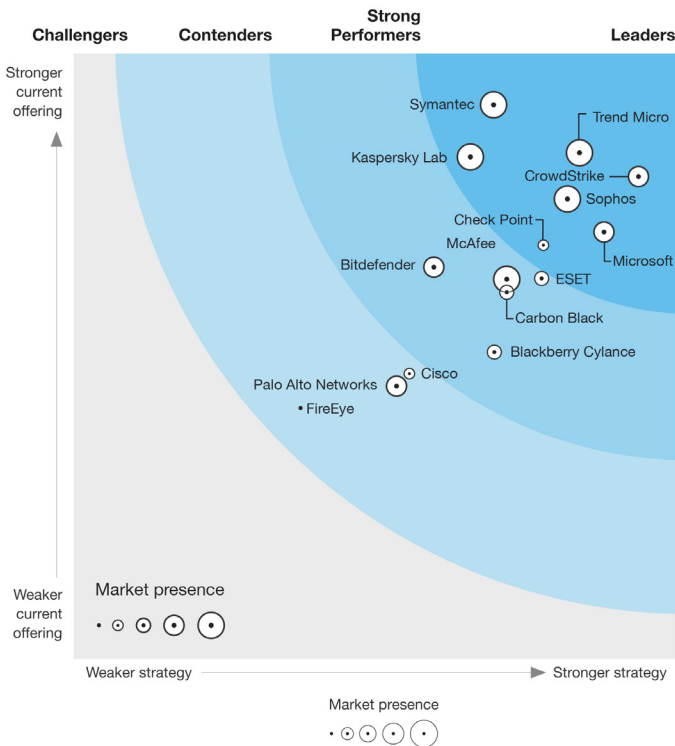 Challengers
Contenders
Strong
Performers
Leaders
Stronger
current
offering
Symantec
Trend Micro
Kaspersky Lab
CrowdStrike
Sophos
Check Point
McAfee
Microsoft
Bitdefender
ESET
Carbon Black
Blackberry Cylance
Cisco
Palo Alto Networks
FireEye
Market presence
Weaker
current
offering
Weaker strategy
Stronger strategy
Market presence